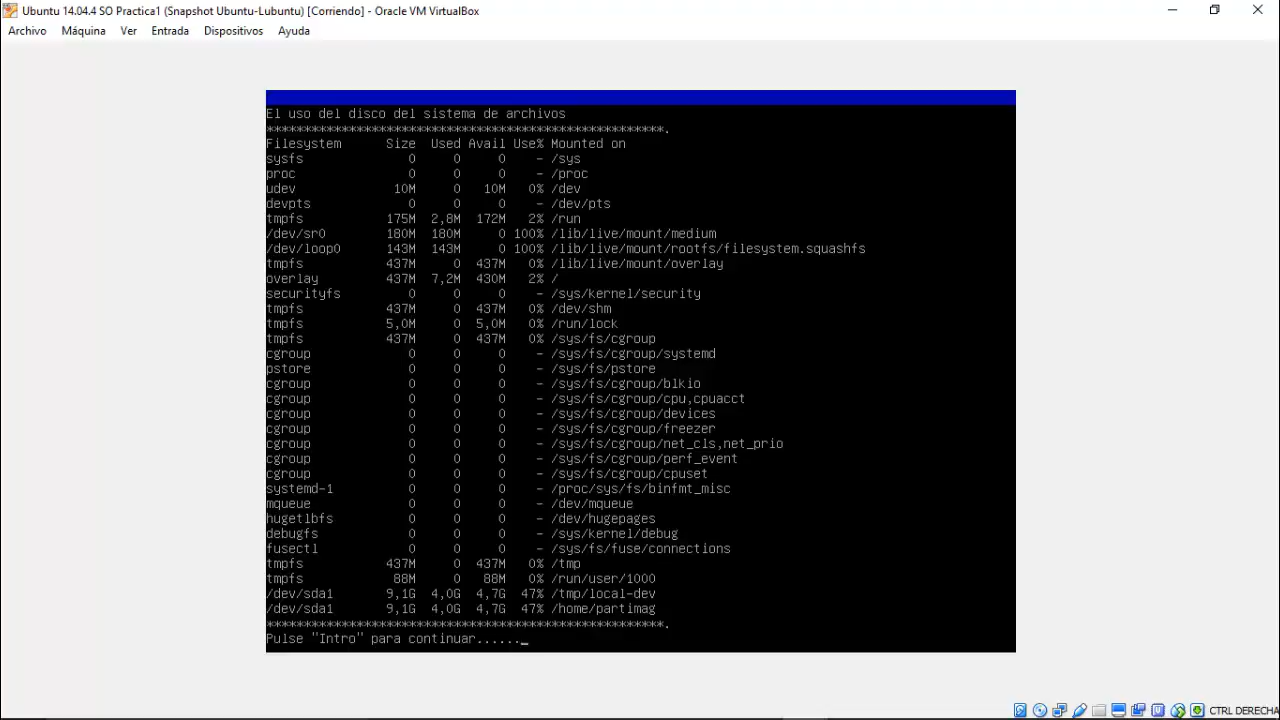 Ubuntu 14.04.4 SO Practica1 (Snapshot Ubuntu-Lubuntu) [Corriendo] - Oracle VM VirtualBox
Archivo Máquina Ver Entrada Dispositivos Ayuda
El uso del disco del sistema de archivos
*****************************************************.
Filesystem Size Used Avail Use% Mounted on
sysfs 0 0 0 - /sys
proc 0 0 0 - /proc
udev 10M 0 10M 0% /dev
devpts 0 0 0 - /dev/pts
tmpfs 175M 2,8M 172M 2% /run
/dev/sr0 180M 180M 0 100% /lib/live/mount/medium
/dev/loop0 143M 143M 0 100% /lib/live/mount/rootfs/filesystem.squashfs
tmpfs 437M 0 437M 0% /lib/live/mount/overlay
overlay 437M 7,2M 430M 2% /
securityfs 0 0 0 - /sys/kernel/security
tmpfs 437M 0 437M 0% /dev/shm
tmpfs 5,0M 0 5,0M 0% /run/lock
tmpfs 437M 0 437M 0% /sys/fs/cgroup
cgroup 0 0 0 - /sys/fs/cgroup/systemd
pstore 0 0 0 - /sys/fs/pstore
cgroup 0 0 0 - /sys/fs/cgroup/blkio
cgroup 0 0 0 - /sys/fs/cgroup/cpu,cpuacct
cgroup 0 0 0 - /sys/fs/cgroup/devices
cgroup 0 0 0 - /sys/fs/cgroup/freezer
cgroup 0 0 0 - /sys/fs/cgroup/net_cls,net_prio
cgroup 0 0 0 - /sys/fs/cgroup/perf_event
cgroup 0 0 0 - /sys/fs/cgroup/cpuset
systemd-1 0 0 0 - /proc/sys/fs/binfmt_misc
mqueue 0 0 0 - /dev/mqueue
hugetlbfs 0 0 0 - /dev/hugepages
debugfs 0 0 0 - /sys/kernel/debug
fusectl 0 0 0 - /sys/fs/fuse/connections
tmpfs 437M 0 437M 0% /tmp
tmpfs 88M 0 88M 0% /run/user/1000
/dev/sda1 9,1G 4,0G 4,7G 47% /tmp/local-dev
/dev/sda1 9,1G 4,0G 4,7G 47% /home/partimag
*****************************************************.
Pulse "Intro" para continuar......_
CTRL DERECHA